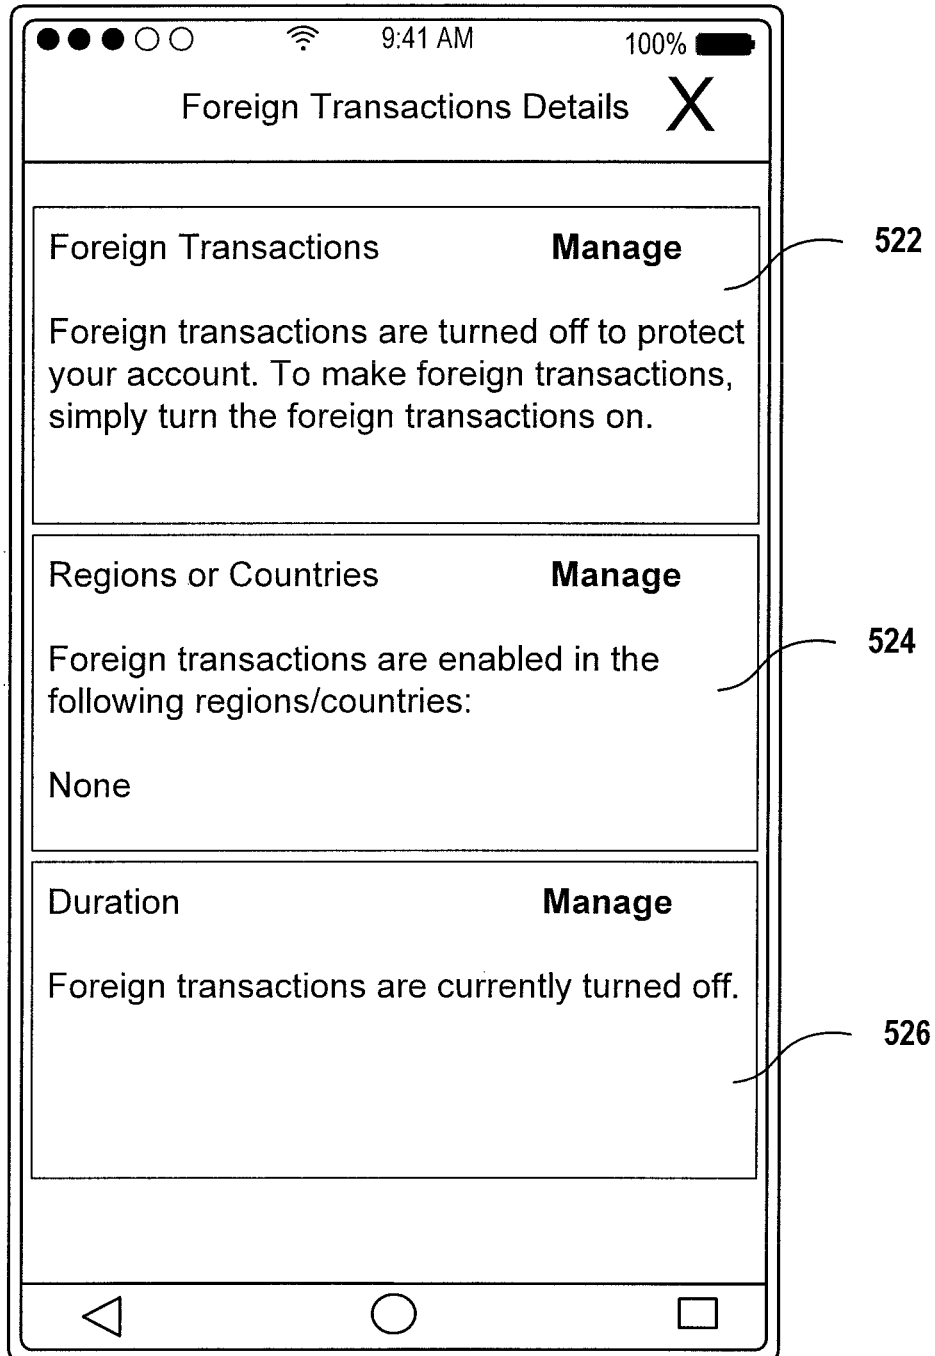 9:41 AM
100%
Foreign Transactions Details X
Foreign Transactions Manage
522
Foreign transactions are turned off to protect
your account. To make foreign transactions,
simply turn the foreign transactions on.
Regions or Countries Manage
524
Foreign transactions are enabled in the
following regions/countries:
None
Duration Manage
Foreign transactions are currently turned off.
526